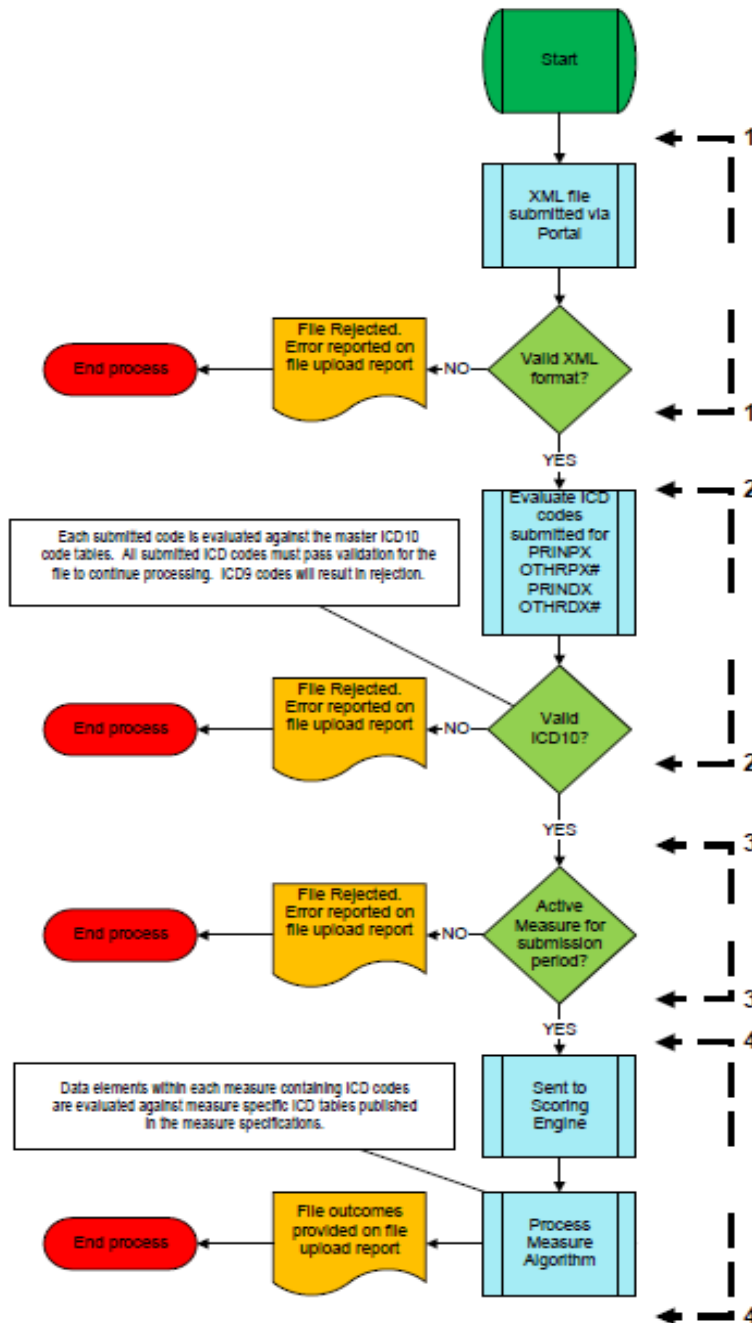 Start
1
XML file
submitted via
Portal
Valid XML
format?
NO
File Rejected.
Error reported on
file upload report
End process
1
YES
2
Evaluate ICD
codes
submitted for
PRINPX
OTHRPX#
PRINDX
OTHRDX#
Each submitted code is evaluated against the master ICD10
code tables. All submitted ICD codes must pass validation for the
file to continue processing. ICD9 codes will result in rejection.
Valid
ICD10?
NO
File Rejected.
Error reported on
file upload report
End process
2
YES
3
Active
Measure for
submission
period?
NO
File Rejected.
Error reported on
file upload report
End process
3
YES
4
Sent to
Scoring
Engine
Data elements within each measure containing ICD codes
are evaluated against measure specific ICD tables published
in the measure specifications.
Process
Measure
Algorithm
File outcomes
provided on file
upload report
End process
4